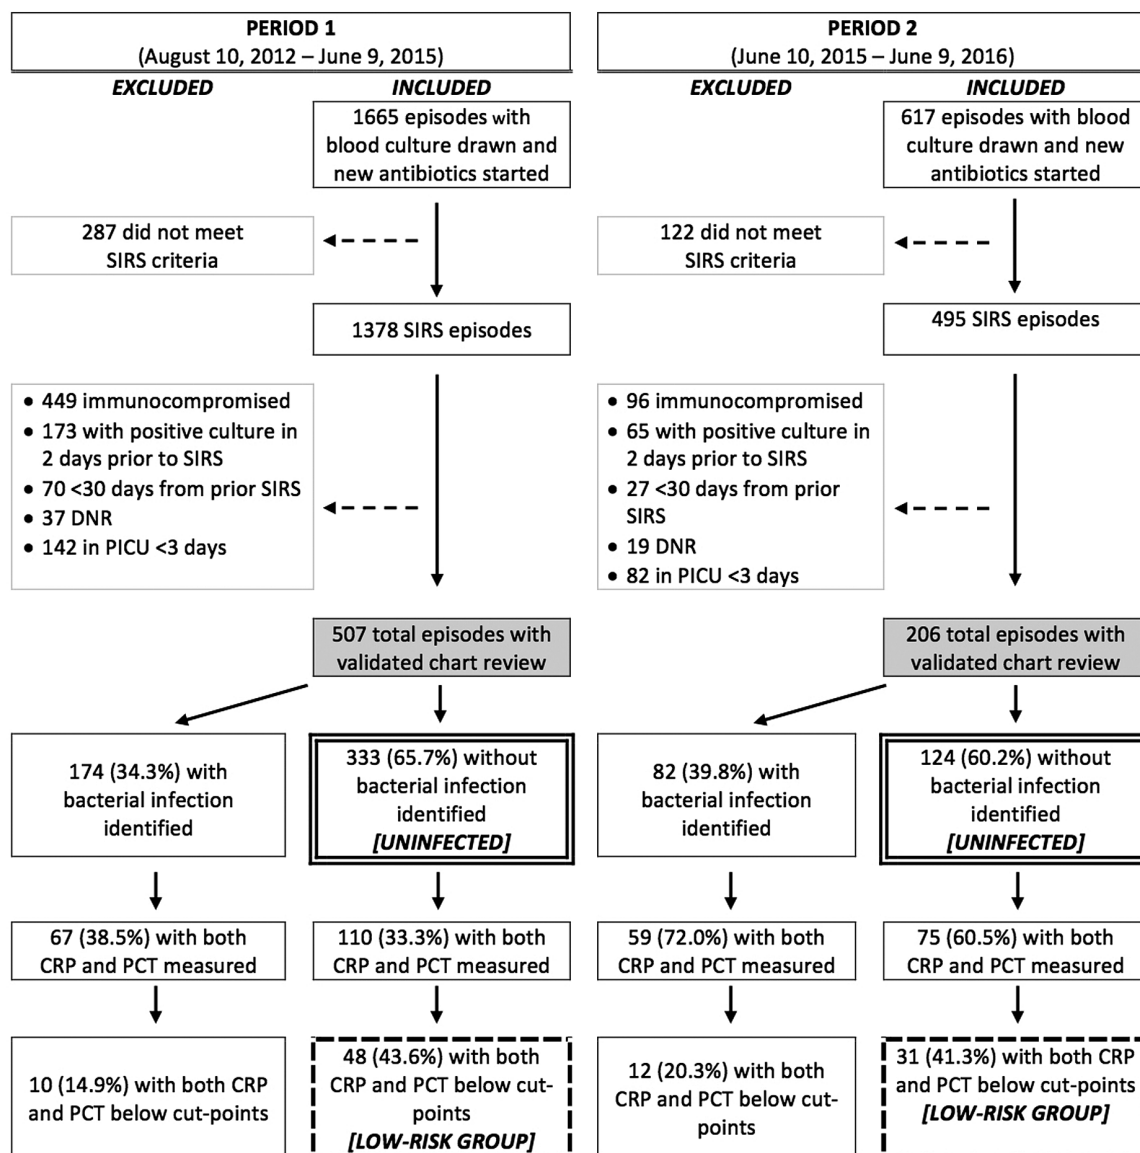 PERIOD 1
(August 10, 2012 – June 9, 2015)
EXCLUDED
INCLUDED
1665 episodes with
blood culture drawn and
new antibiotics started
287 did not meet
SIRS criteria
1378 SIRS episodes
• 449 immunocompromised
• 173 with positive culture in
2 days prior to SIRS
• 70 <30 days from prior SIRS
• 37 DNR
• 142 in PICU <3 days
507 total episodes with
validated chart review
174 (34.3%) with
bacterial infection
identified
333 (65.7%) without
bacterial infection
identified
[UNINFECTED]
67 (38.5%) with both
CRP and PCT measured
110 (33.3%) with both
CRP and PCT measured
10 (14.9%) with both CRP
and PCT below cut-points
48 (43.6%) with both
CRP and PCT below cut-
points
[LOW-RISK GROUP]
PERIOD 2
(June 10, 2015 – June 9, 2016)
EXCLUDED
INCLUDED
617 episodes with blood
culture drawn and new
antibiotics started
122 did not meet
SIRS criteria
495 SIRS episodes
• 96 immunocompromised
• 65 with positive culture in
2 days prior to SIRS
• 27 <30 days from prior
SIRS
• 19 DNR
• 82 in PICU <3 days
206 total episodes with
validated chart review
82 (39.8%) with
bacterial infection
identified
124 (60.2%) without
bacterial infection
identified
[UNINFECTED]
59 (72.0%) with both
CRP and PCT measured
75 (60.5%) with both
CRP and PCT measured
12 (20.3%) with both
CRP and PCT below cut-
points
31 (41.3%) with both CRP
and PCT below cut-points
[LOW-RISK GROUP]